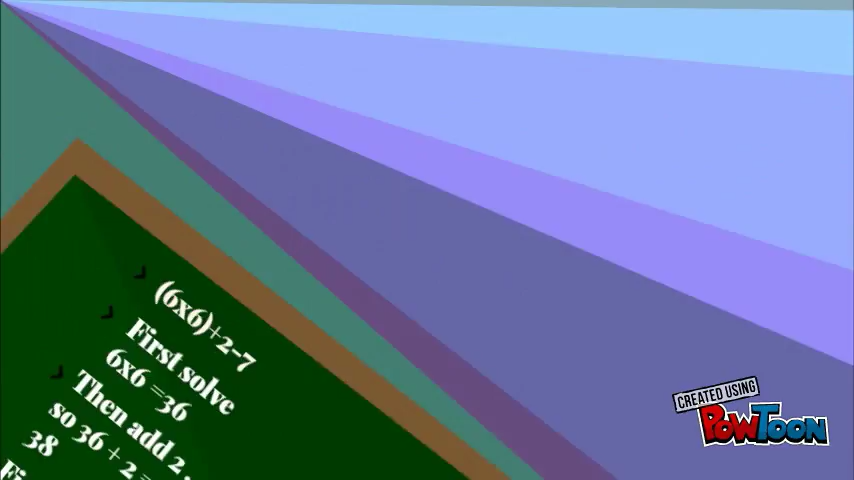 (6x6)+2-7
First solve
6x6 =36
Then add 2 ,
so 36 + 2 =
38
CREATED USING
POWTOON